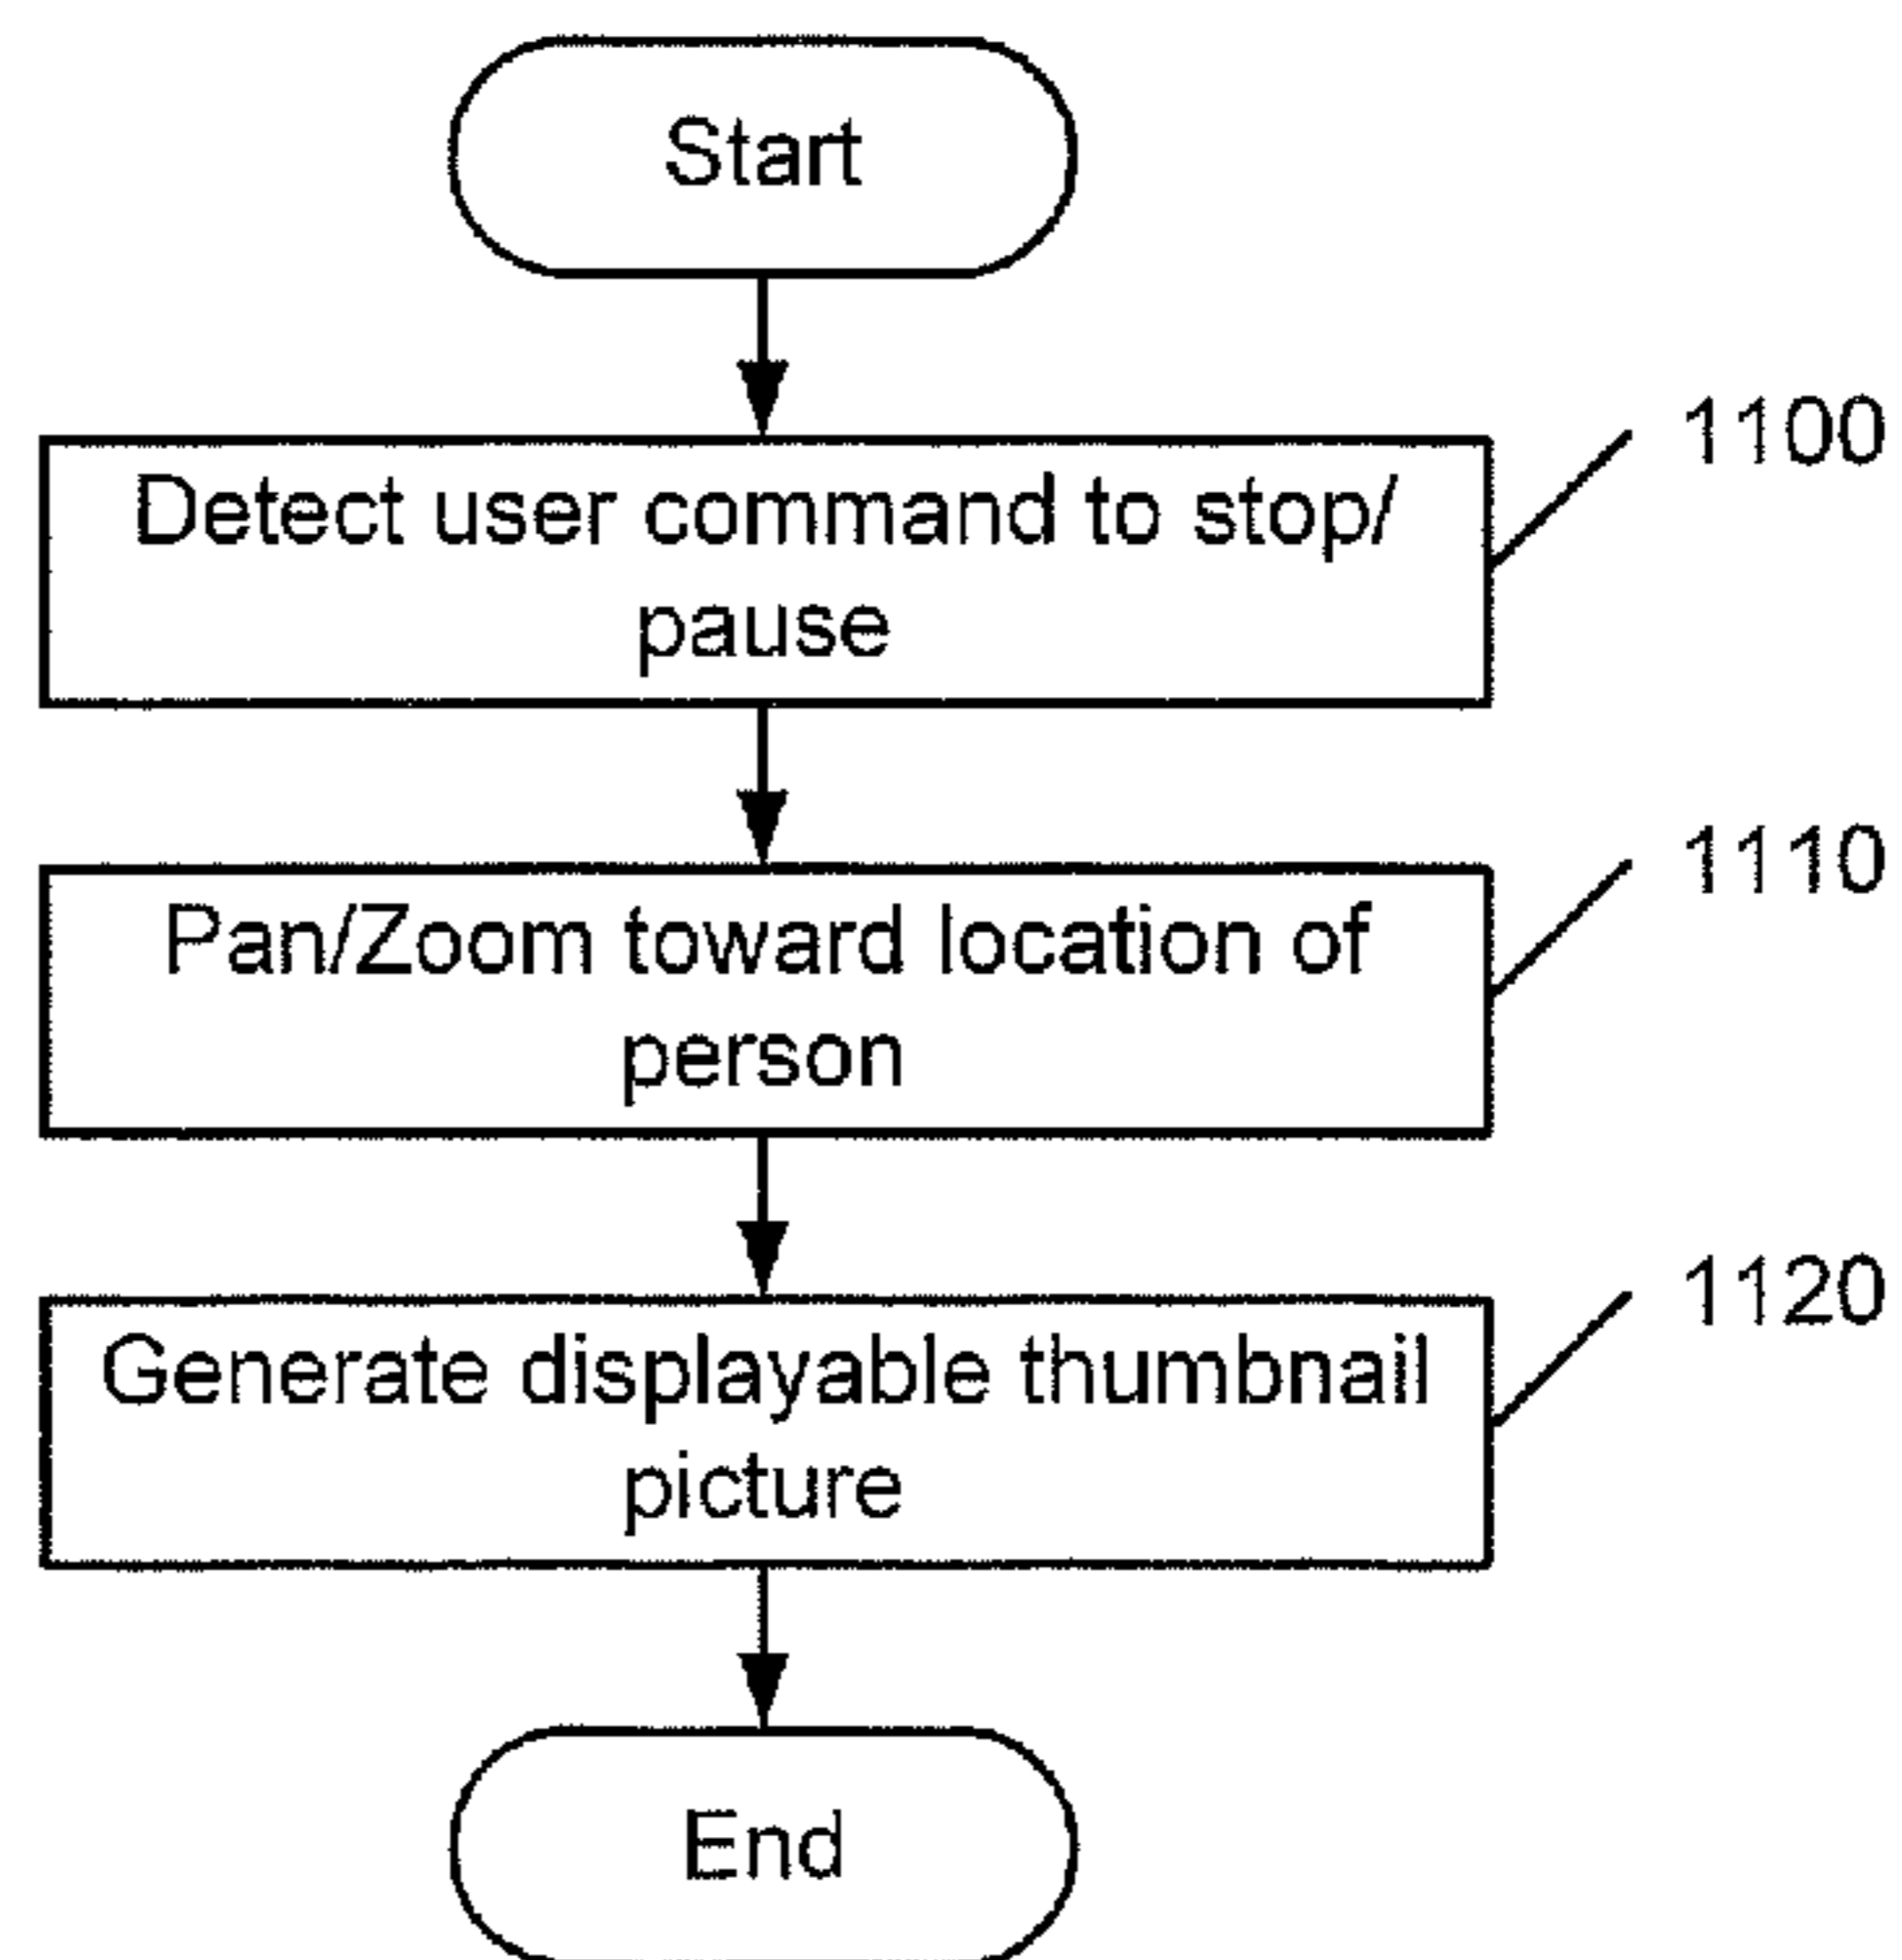 Start
1100
Detect user command to stop/
pause
1110
Pan/Zoom toward location of
person
1120
Generate displayable thumbnail
picture
End